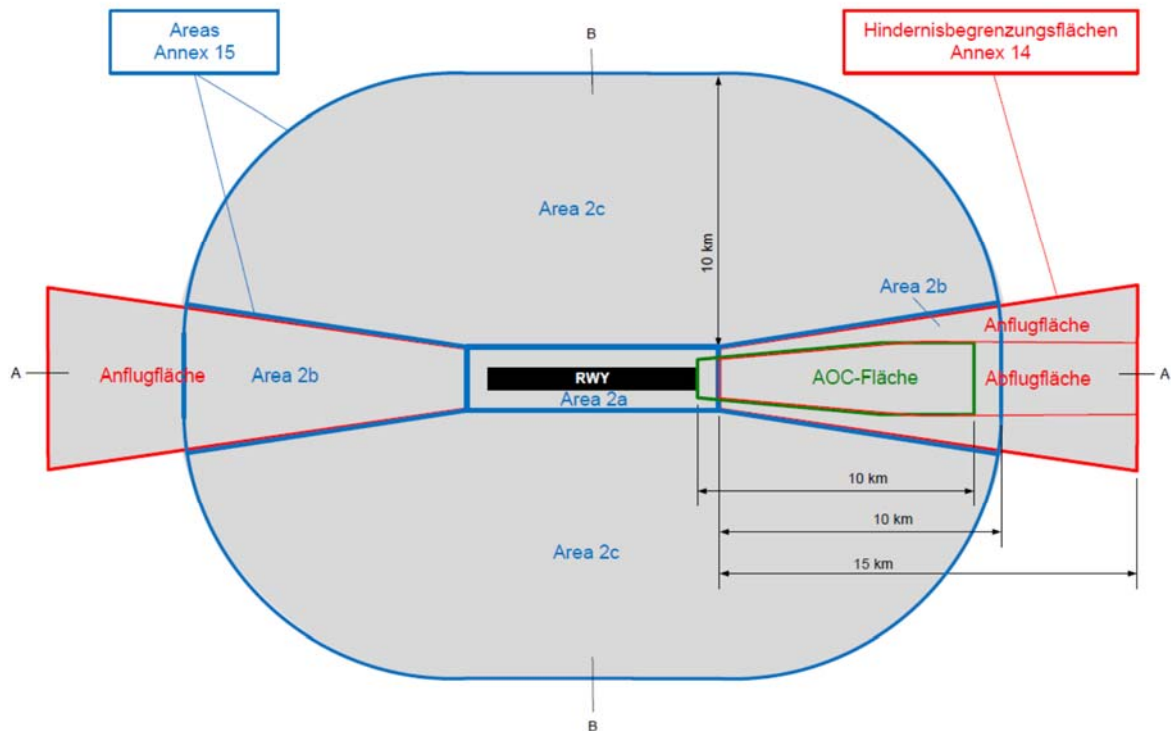 Areas
Annex 15
B
Hindernisbegrenzungsflächen
Annex 14
Area 2c
10 km
Area 2b
Anflugfläche
A
Anflugfläche
Area 2b
RWY
Area 2a
AOC-Fläche
Abflugfläche
A
10 km
10 km
Area 2c
15 km
B